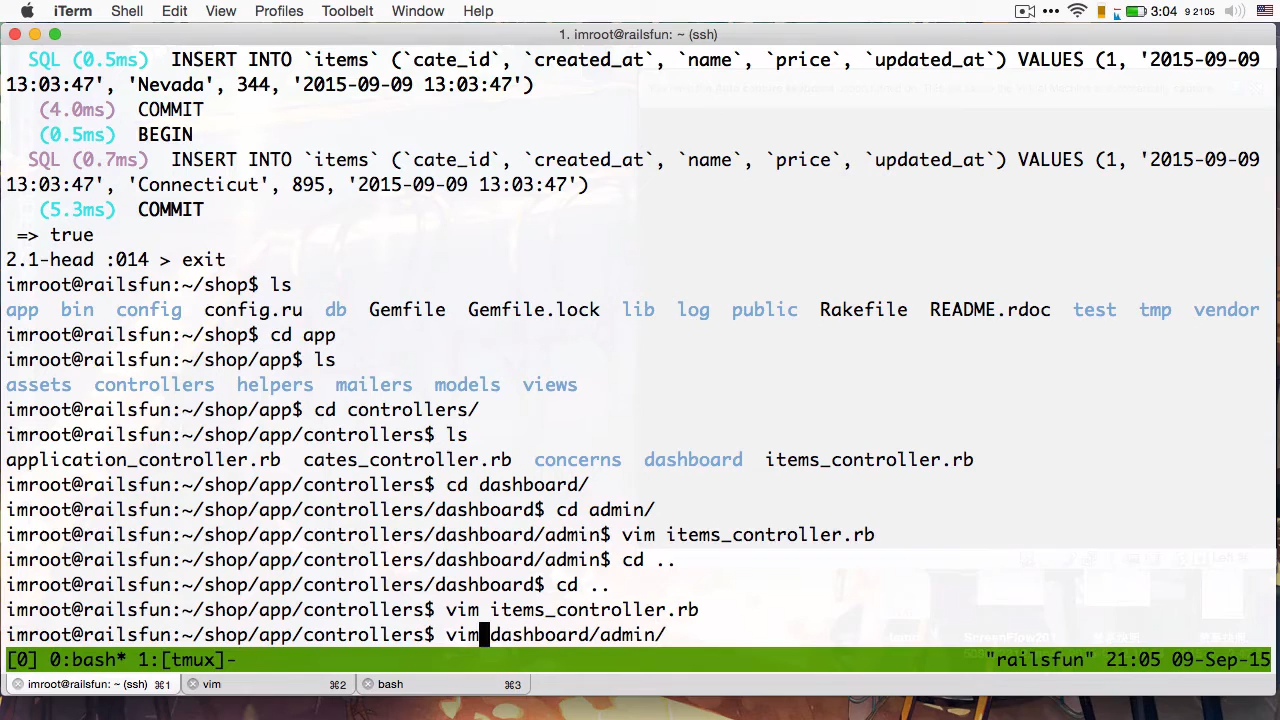 iTerm Shell Edit View Profiles Toolbelt Window Help 3:04 9 2105
1. imroot@railsfun: ~ (ssh)
SQL (0.5ms) INSERT INTO `items` (`cate_id`, `created_at`, `name`, `price`, `updated_at`) VALUES (1, '2015-09-09
13:03:47', 'Nevada', 344, '2015-09-09 13:03:47')
(4.0ms) COMMIT
(0.5ms) BEGIN
SQL (0.7ms) INSERT INTO `items` (`cate_id`, `created_at`, `name`, `price`, `updated_at`) VALUES (1, '2015-09-09
13:03:47', 'Connecticut', 895, '2015-09-09 13:03:47')
(5.3ms) COMMIT
=> true
2.1-head :014 > exit
imroot@railsfun:~/shop$ ls
app bin config config.ru db Gemfile Gemfile.lock lib log public Rakefile README.rdoc test tmp vendor
imroot@railsfun:~/shop$ cd app
imroot@railsfun:~/shop/app$ ls
assets controllers helpers mailers models views
imroot@railsfun:~/shop/app$ cd controllers/
imroot@railsfun:~/shop/app/controllers$ ls
application_controller.rb cates_controller.rb concerns dashboard items_controller.rb
imroot@railsfun:~/shop/app/controllers$ cd dashboard/
imroot@railsfun:~/shop/app/controllers/dashboard$ cd admin/
imroot@railsfun:~/shop/app/controllers/dashboard/admin$ vim items_controller.rb
imroot@railsfun:~/shop/app/controllers/dashboard/admin$ cd ..
imroot@railsfun:~/shop/app/controllers/dashboard$ cd ..
imroot@railsfun:~/shop/app/controllers$ vim items_controller.rb
imroot@railsfun:~/shop/app/controllers$ vim dashboard/admin/
[0] 0:bash* 1:[tmux]- "railsfun" 21:05 09-Sep-15
imroot@railsfun: ~ (ssh) ⌘1 vim ⌘2 bash ⌘3